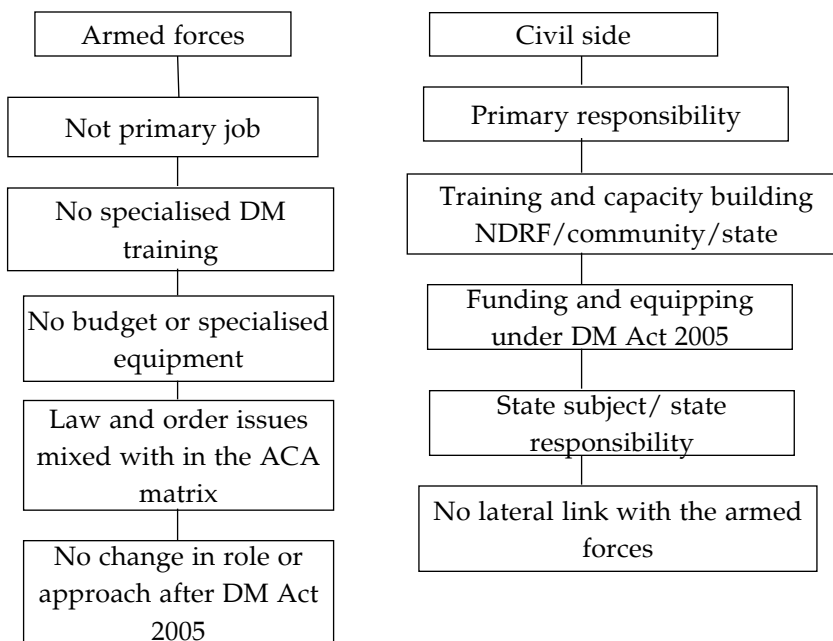 Armed forces
Not primary job
No specialised DM
training
No budget or specialised
equipment
Law and order issues
mixed with in the ACA
matrix
No change in role or
approach after DM Act
2005
Civil side
Primary responsibility
Training and capacity building
NDRF/community/state
Funding and equipping
under DM Act 2005
State subject/ state
responsibility
No lateral link with the armed
forces